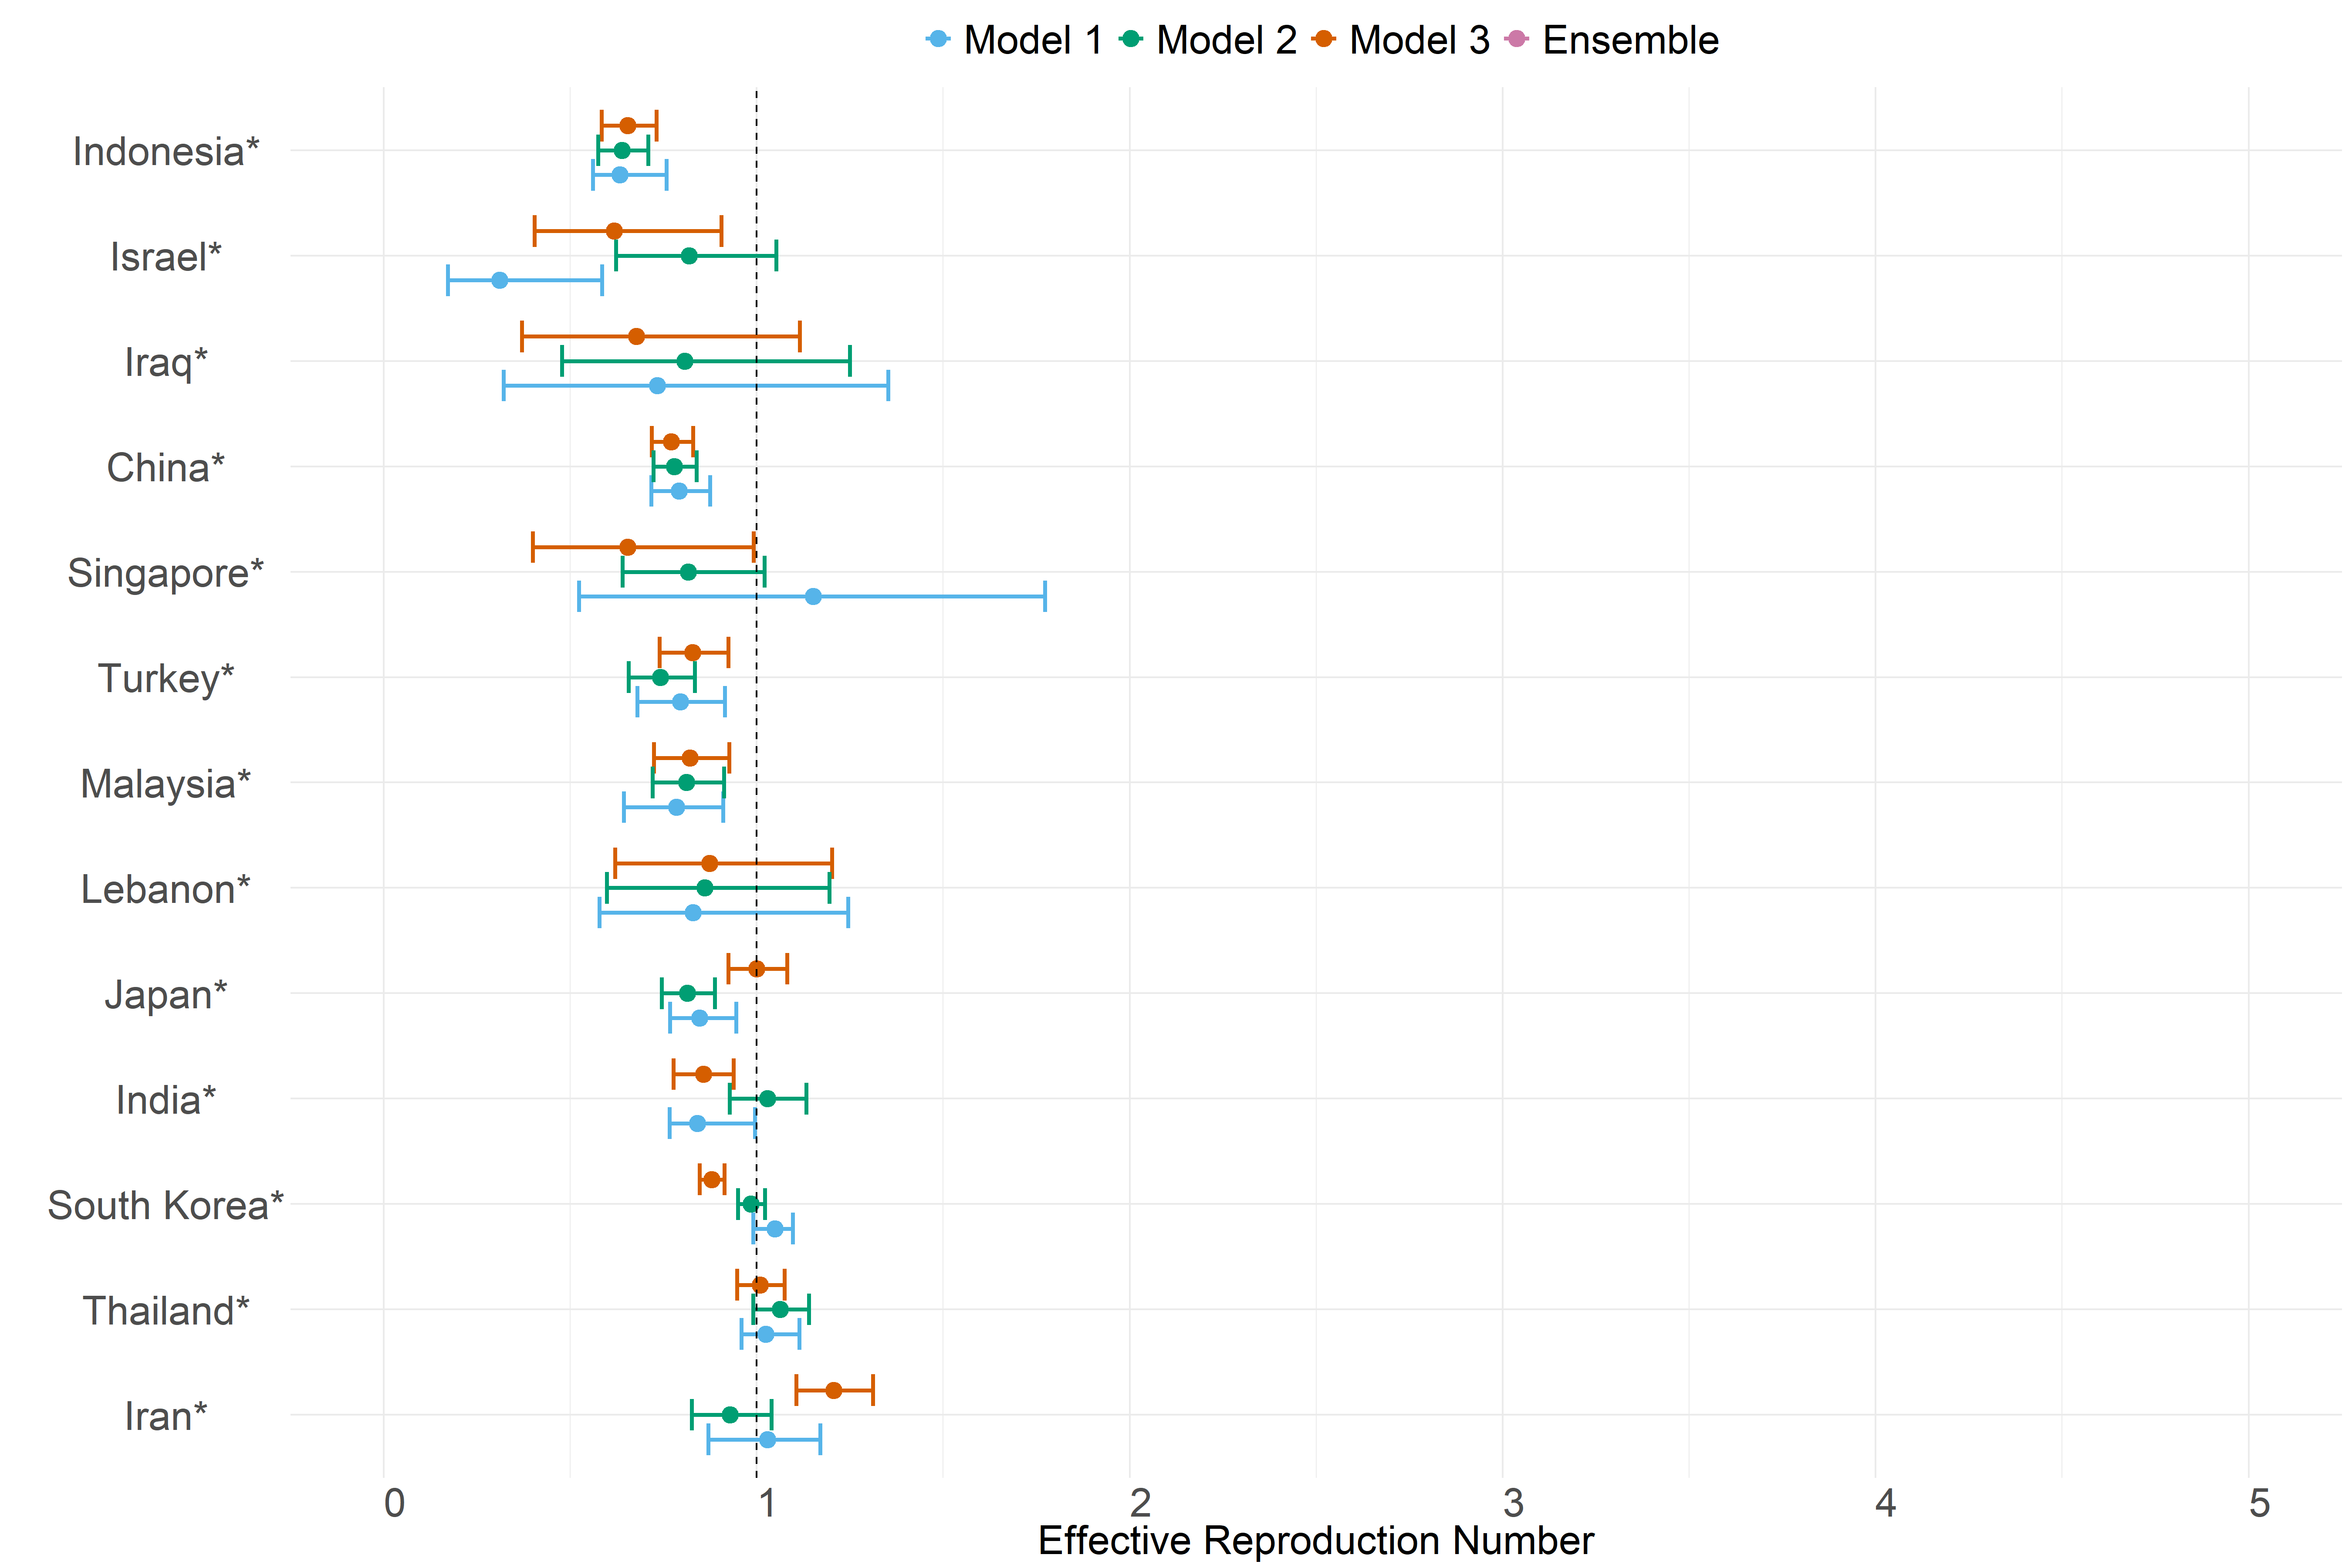 Model 1 Model 2 Model 3 Ensemble
Indonesia*
Israel*
Iraq*
China*
Singapore*
Turkey*
Malaysia*
Lebanon*
Japan*
India*
South Korea*
Thailand*
Iran*
0 1 2 3 4 5
Effective Reproduction Number